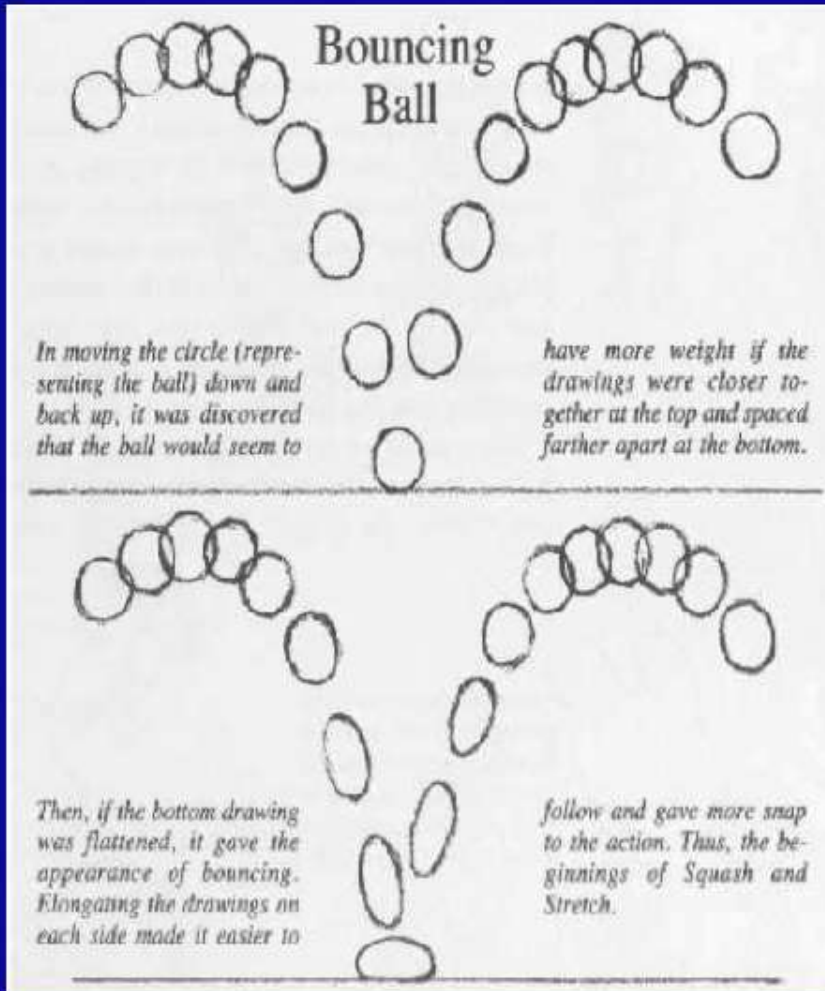 Bouncing
Ball
In moving the circle (repre-
senting the ball) down and
back up, it was discovered
that the ball would seem to
have more weight if the
drawings were closer to-
gether at the top and spaced
farther apart at the bottom.
Then, if the bottom drawing
was flattened, it gave the
appearance of bouncing.
Elongating the drawings on
each side made it easier to
follow and gave more snap
to the action. Thus, the be-
ginnings of Squash and
Stretch.